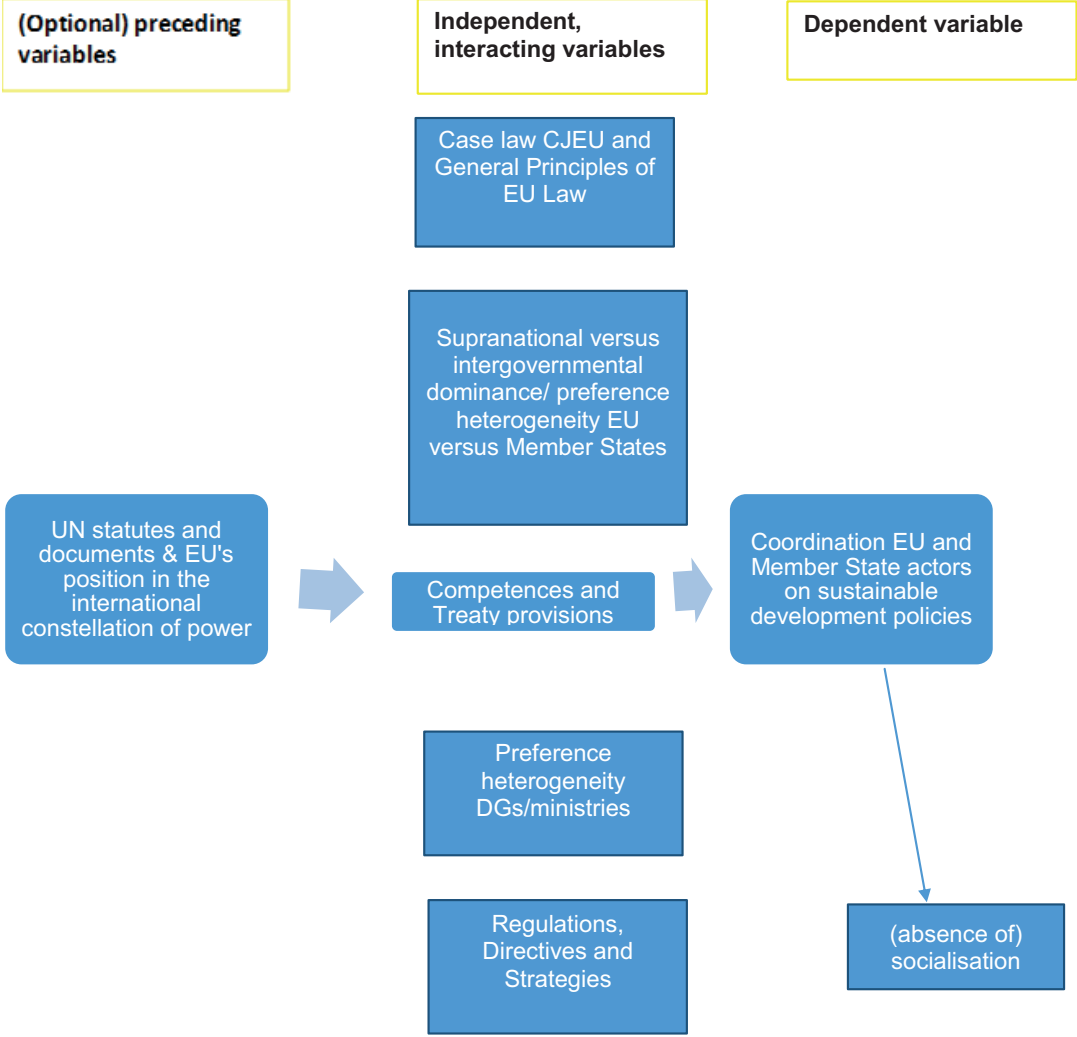 (Optional) preceding
variables
Independent,
interacting variables
Dependent variable
Case law CJEU and
General Principles of
EU Law
Supranational versus
intergovernmental
dominance/ preference
heterogeneity EU
versus Member States
UN statutes and
documents & EU's
position in the
international
constellation of power
Competences and
Treaty provisions
Coordination EU and
Member State actors
on sustainable
development policies
Preference
heterogeneity
DGs/ministries
Regulations,
Directives and
Strategies
(absence of)
socialisation